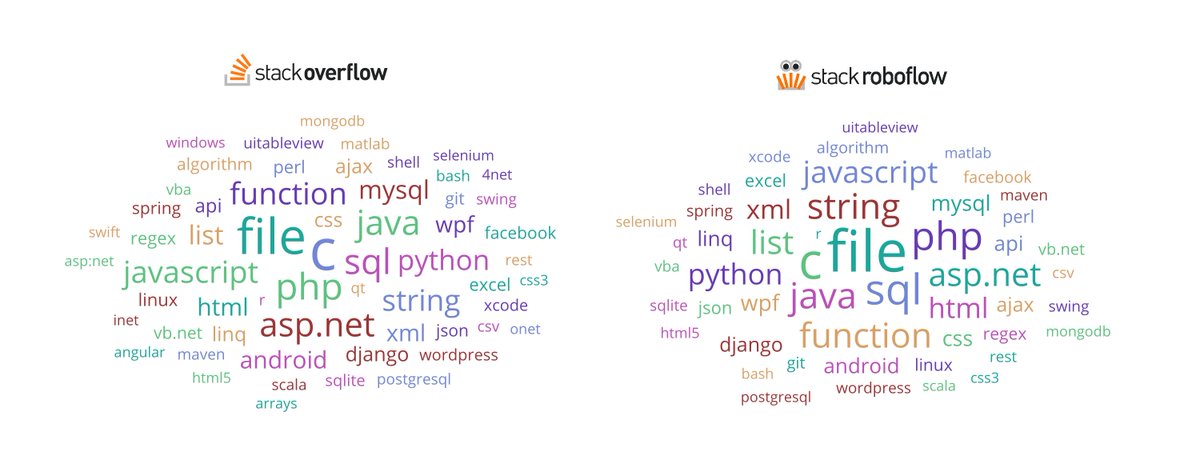 stack overflow
mongodb
windows uitableview matlab
algorithm perl ajax shell selenium
vba function mysql bash 4net
spring api git swing
swift regex list file css java wpf facebook
asp:net javascript c sql python rest
linux html r php qt string excel css3
inet vb.net linq asp.net xml json csv xcode onet
angular maven android django wordpress
html5 scala sqlite postgresql
arrays
stack roboflow
uitableview
xcode algorithm matlab
shell excel javascript facebook
spring xml string mysql maven
selenium perl
qt linq list r file php api vb.net
vba python c asp.net csv
sqlite json wpf java sql html ajax swing
html5 django function css regex mongodb
bash git android linux rest
postgresql wordpress scala css3